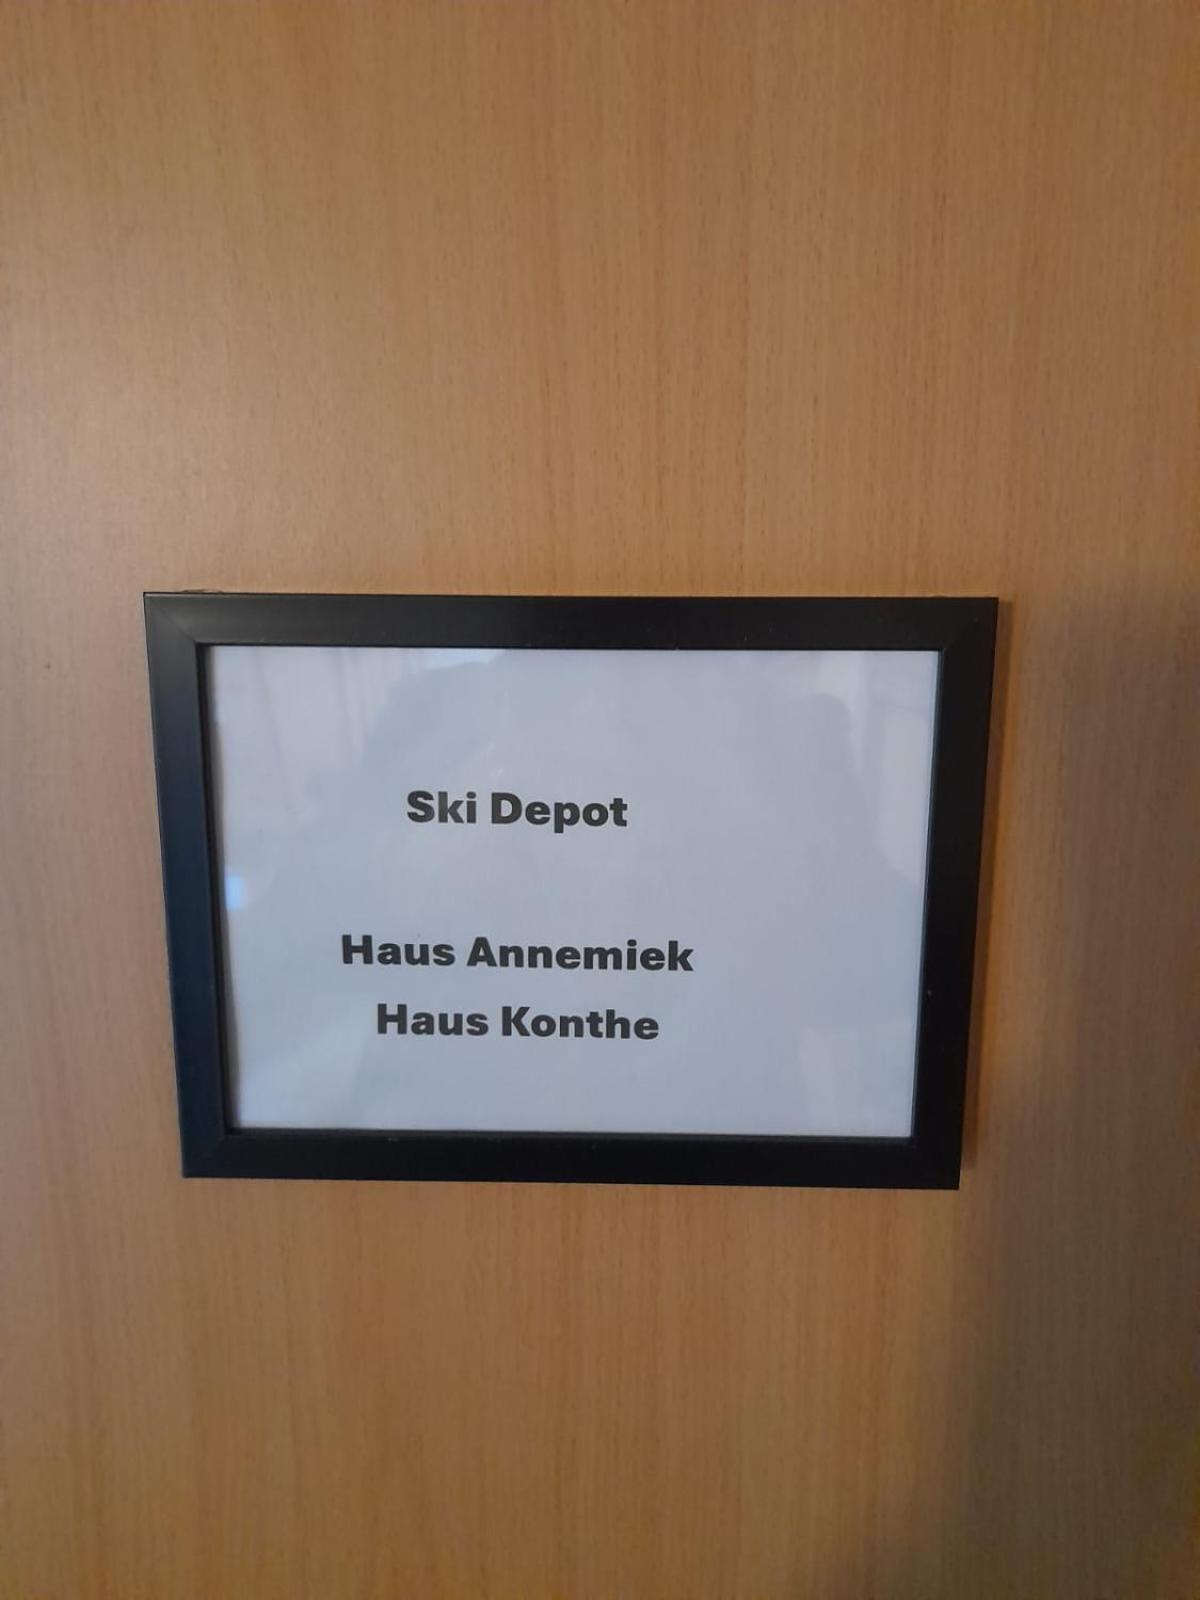 Ski Depot
Haus Annemiek
Haus Konthe